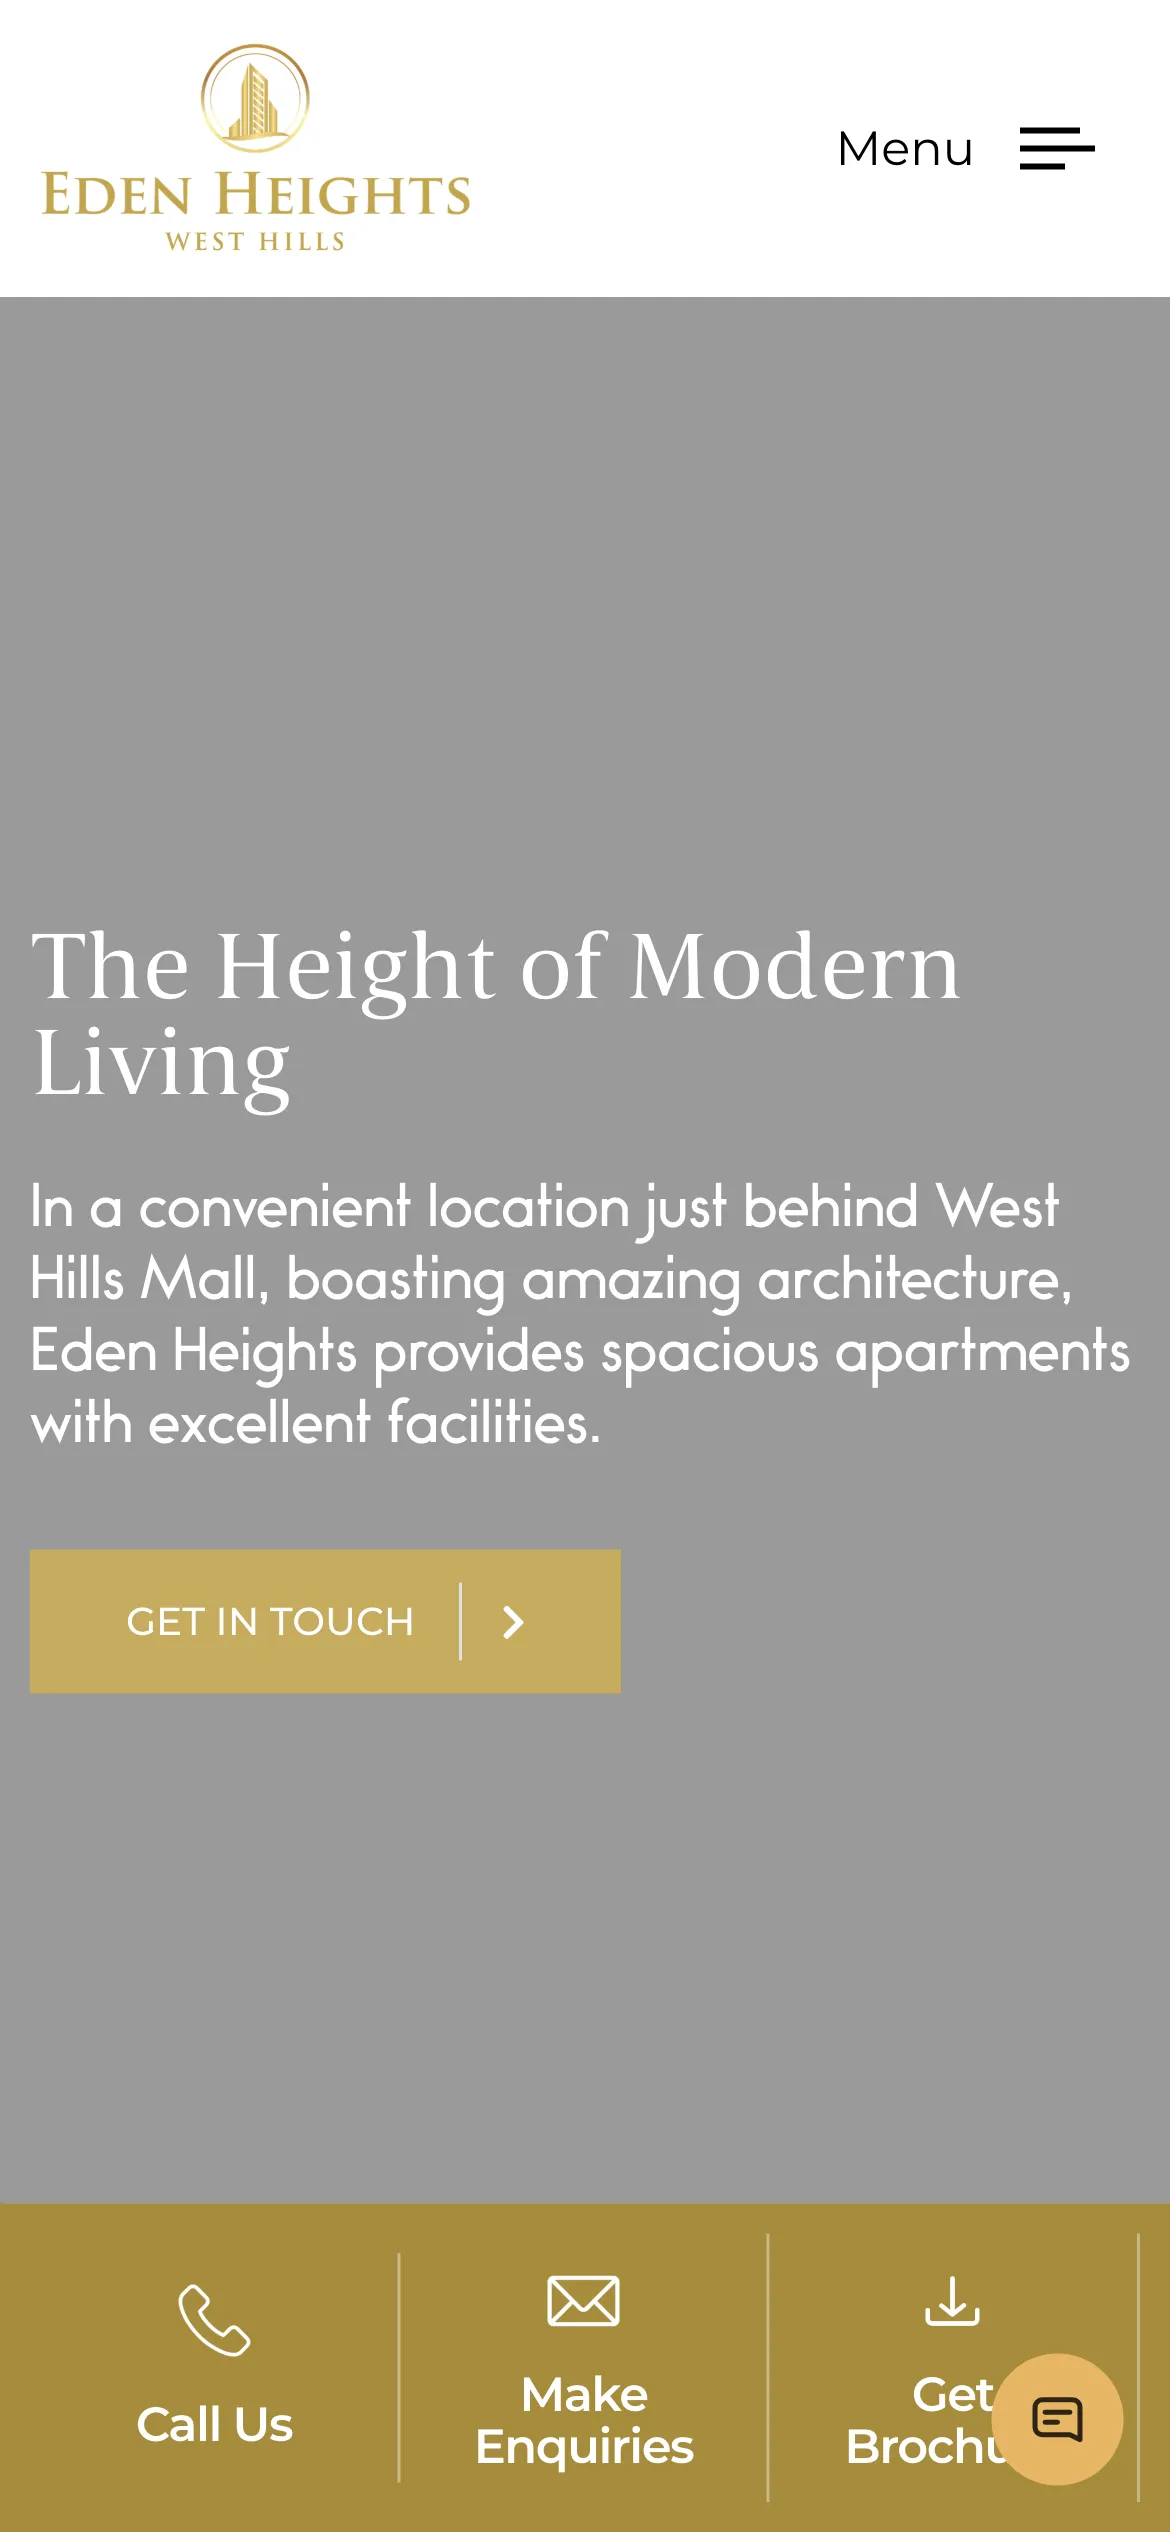 EDEN HEIGHTS
WEST HILLS
Menu
The Height of Modern
Living
In a convenient location just behind West
Hills Mall, boasting amazing architecture,
Eden Heights provides spacious apartments
with excellent facilities.
GET IN TOUCH
Call Us
Make
Enquiries
Get